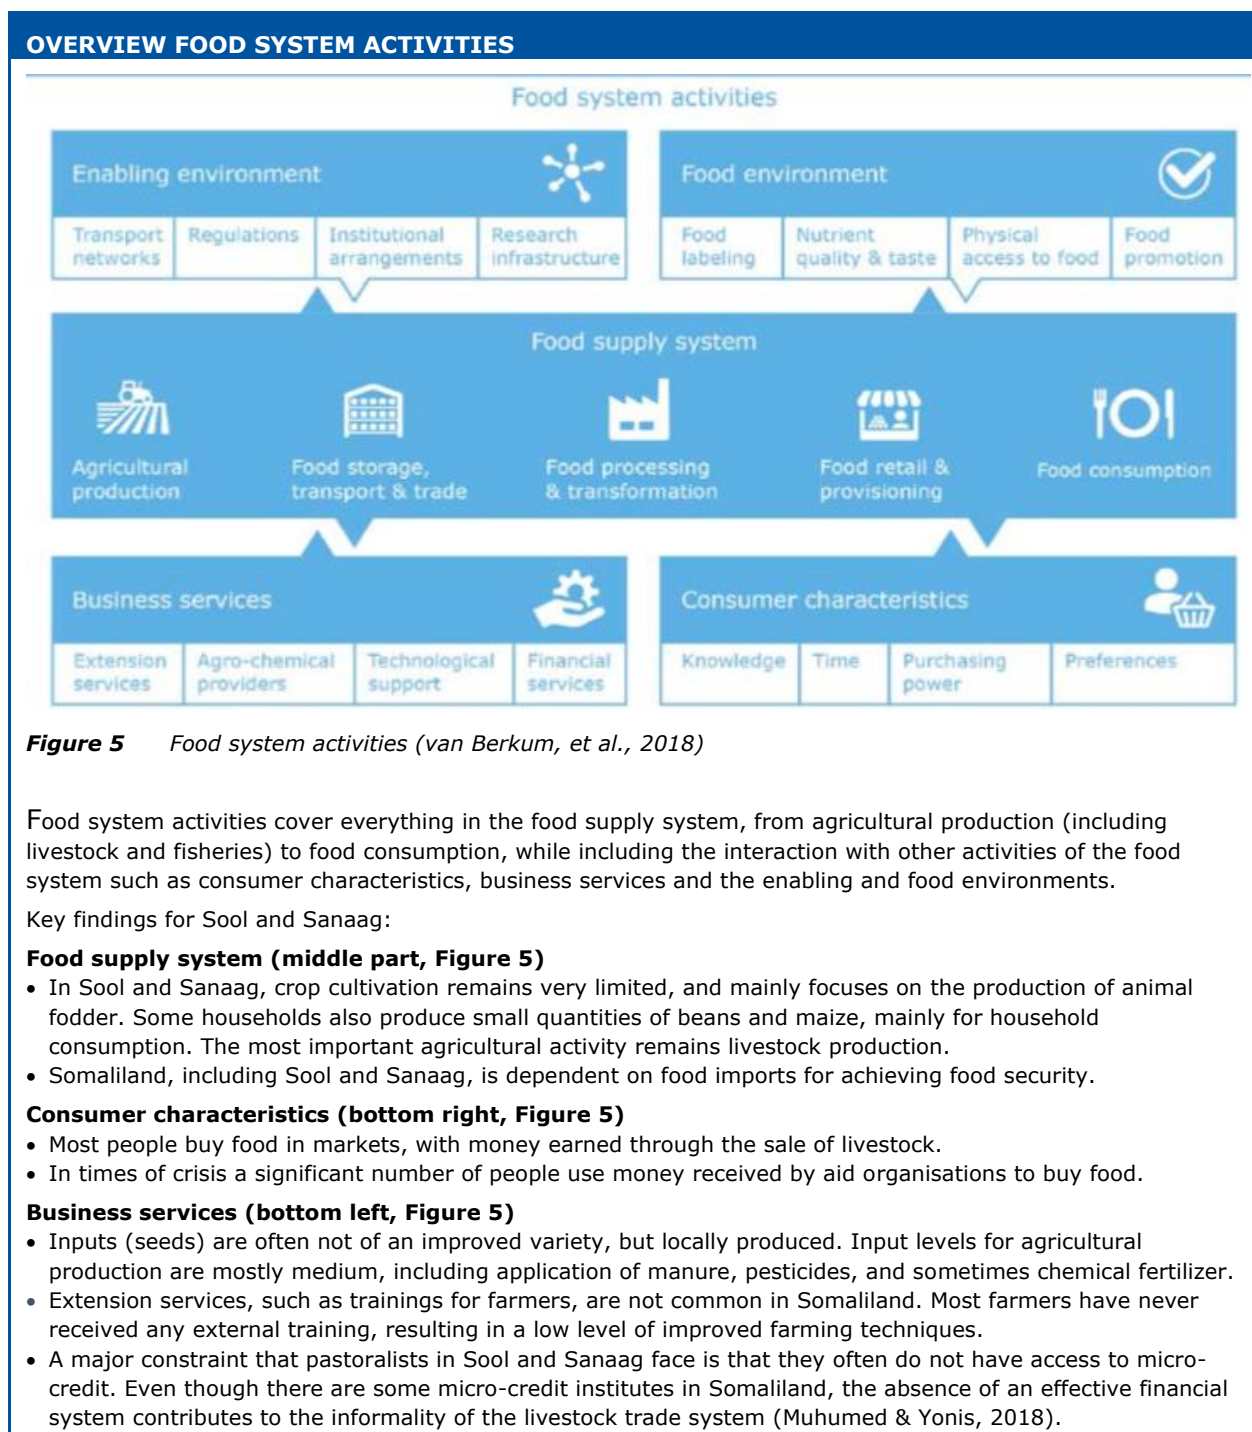 OVERVIEW FOOD SYSTEM ACTIVITIES
Food system activities
Enabling environment
Transport networks
Regulations
Institutional arrangements
Research infrastructure
Food environment
Food labeling
Nutrient quality & taste
Physical access to food
Food promotion
Food supply system
Agricultural production
Food storage, transport & trade
Food processing & transformation
Food retail & provisioning
Food consumption
Business services
Extension services
Agro-chemical providers
Technological support
Financial services
Consumer characteristics
Knowledge
Time
Purchasing power
Preferences
Figure 5 Food system activities (van Berkum, et al., 2018)
Food system activities cover everything in the food supply system, from agricultural production (including
livestock and fisheries) to food consumption, while including the interaction with other activities of the food
system such as consumer characteristics, business services and the enabling and food environments.
Key findings for Sool and Sanaag:
Food supply system (middle part, Figure 5)
• In Sool and Sanaag, crop cultivation remains very limited, and mainly focuses on the production of animal
fodder. Some households also produce small quantities of beans and maize, mainly for household
consumption. The most important agricultural activity remains livestock production.
• Somaliland, including Sool and Sanaag, is dependent on food imports for achieving food security.
Consumer characteristics (bottom right, Figure 5)
• Most people buy food in markets, with money earned through the sale of livestock.
• In times of crisis a significant number of people use money received by aid organisations to buy food.
Business services (bottom left, Figure 5)
• Inputs (seeds) are often not of an improved variety, but locally produced. Input levels for agricultural
production are mostly medium, including application of manure, pesticides, and sometimes chemical fertilizer.
• Extension services, such as trainings for farmers, are not common in Somaliland. Most farmers have never
received any external training, resulting in a low level of improved farming techniques.
• A major constraint that pastoralists in Sool and Sanaag face is that they often do not have access to micro-
credit. Even though there are some micro-credit institutes in Somaliland, the absence of an effective financial
system contributes to the informality of the livestock trade system (Muhumed & Yonis, 2018).